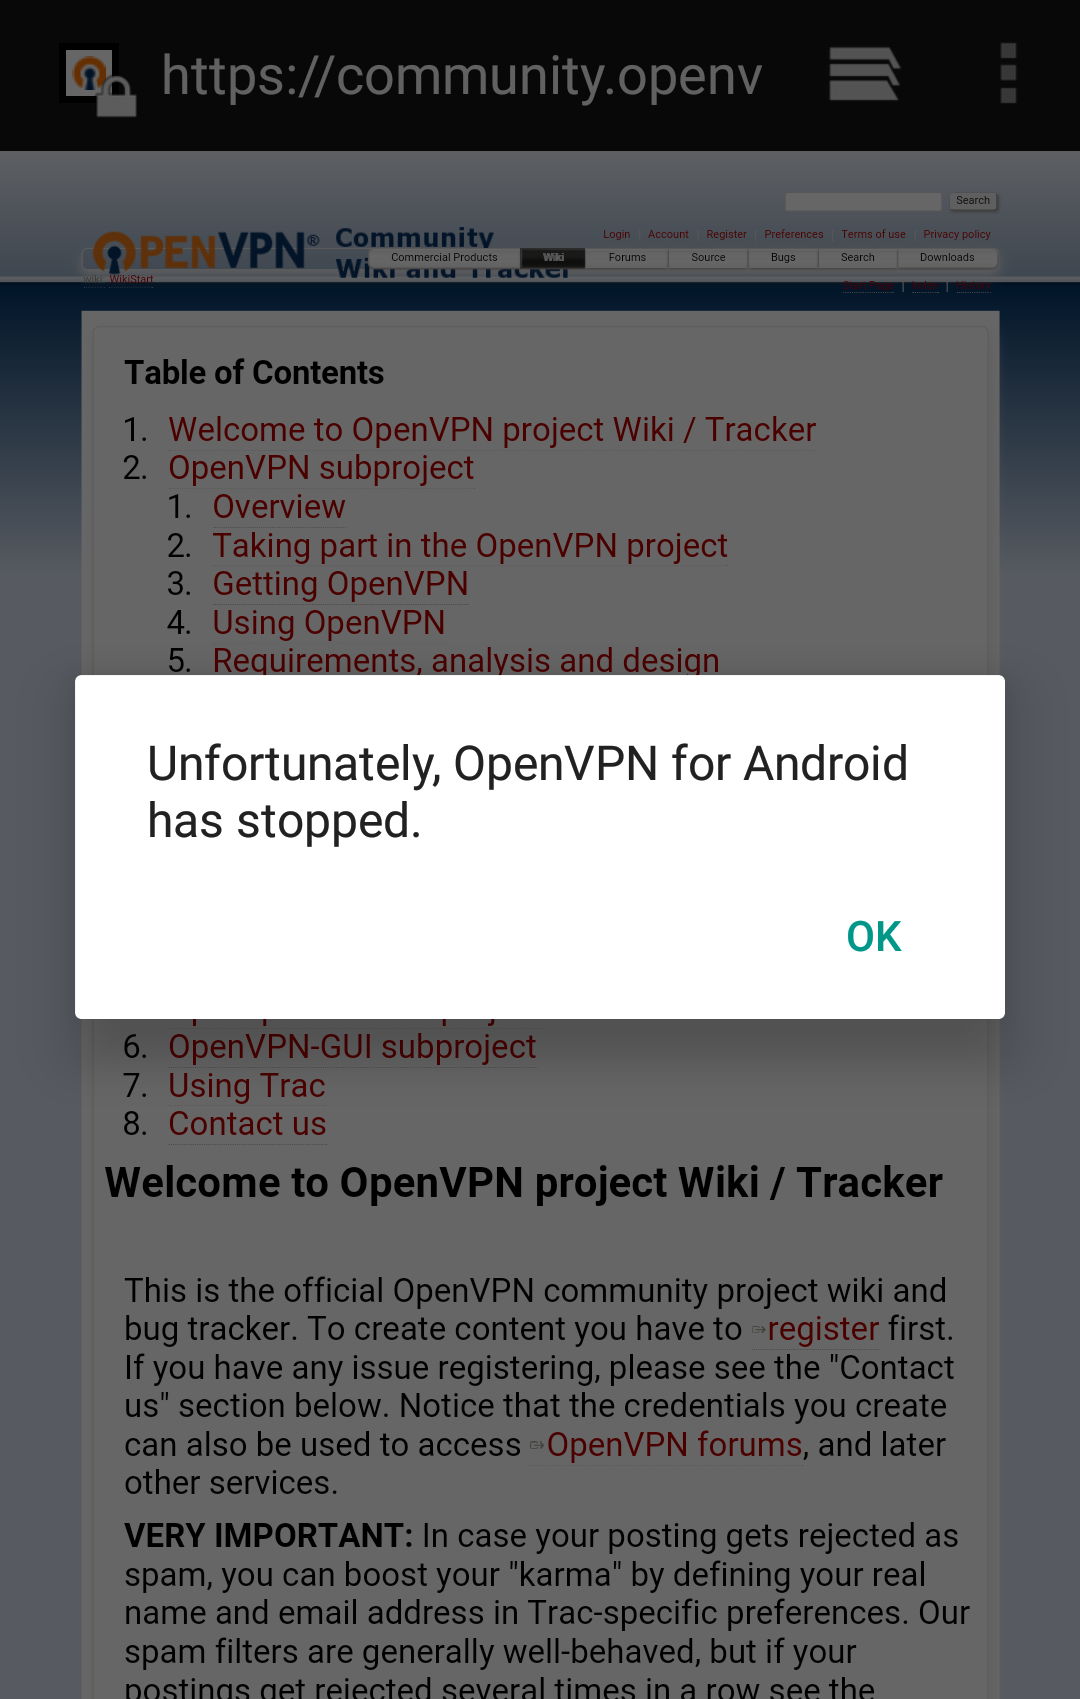 https://community.openv
Search
OPENVPN® Community
Wiki and Tracker
Login Account Register Preferences Terms of use Privacy policy
Commercial Products Wiki Forums Source Bugs Search Downloads
wiki: WikiStart
Table of Contents
1. Welcome to OpenVPN project Wiki / Tracker
2. OpenVPN subproject
1. Overview
2. Taking part in the OpenVPN project
3. Getting OpenVPN
4. Using OpenVPN
5. Requirements, analysis and design
Unfortunately, OpenVPN for Android
has stopped.
OK
6. OpenVPN-GUI subproject
7. Using Trac
8. Contact us
Welcome to OpenVPN project Wiki / Tracker
This is the official OpenVPN community project wiki and
bug tracker. To create content you have to register first.
If you have any issue registering, please see the "Contact
us" section below. Notice that the credentials you create
can also be used to access OpenVPN forums, and later
other services.
VERY IMPORTANT: In case your posting gets rejected as
spam, you can boost your "karma" by defining your real
name and email address in Trac-specific preferences. Our
spam filters are generally well-behaved, but if your
postings get rejected several times in a row see the